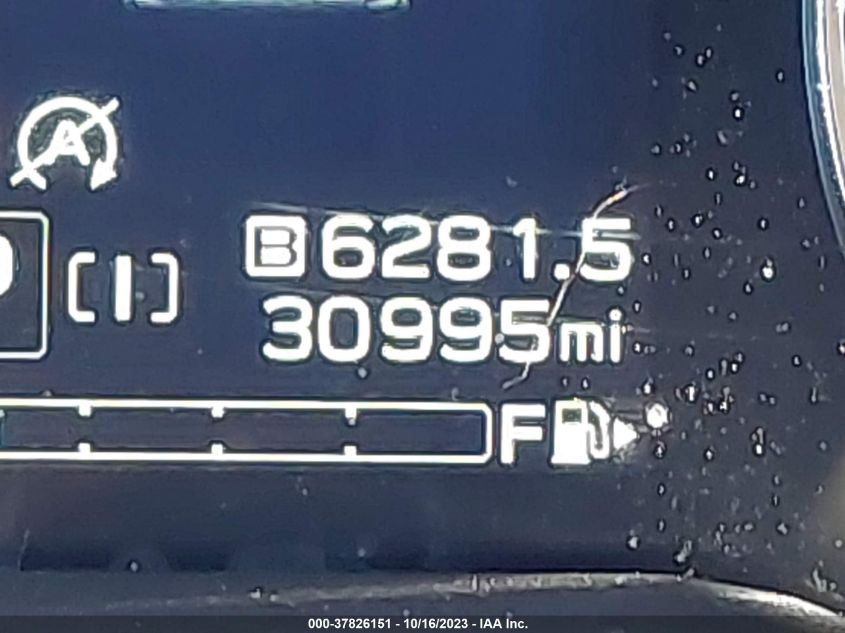 A
B 6281.5
30995mi
F
000-37826151 - 10/16/2023 - IAA Inc.